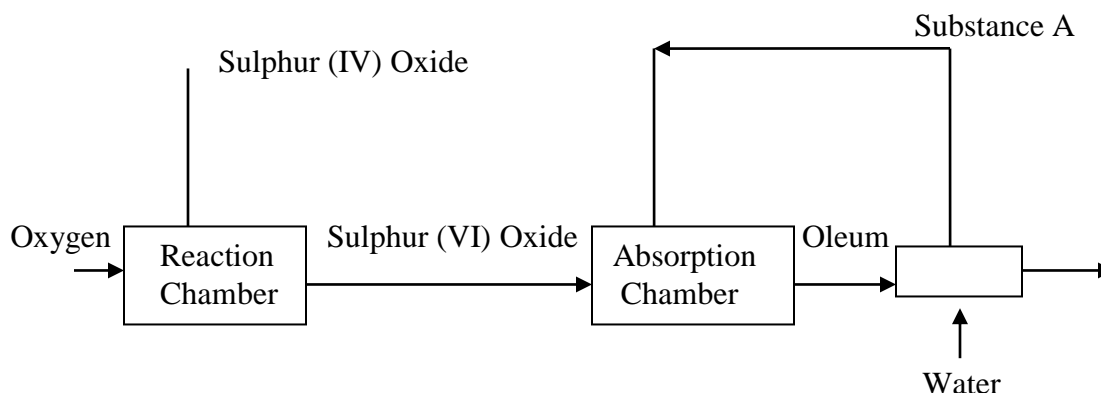 Substance A
Sulphur (IV) Oxide
Oxygen
Reaction
Chamber
Sulphur (VI) Oxide
Absorption
Chamber
Oleum
Water